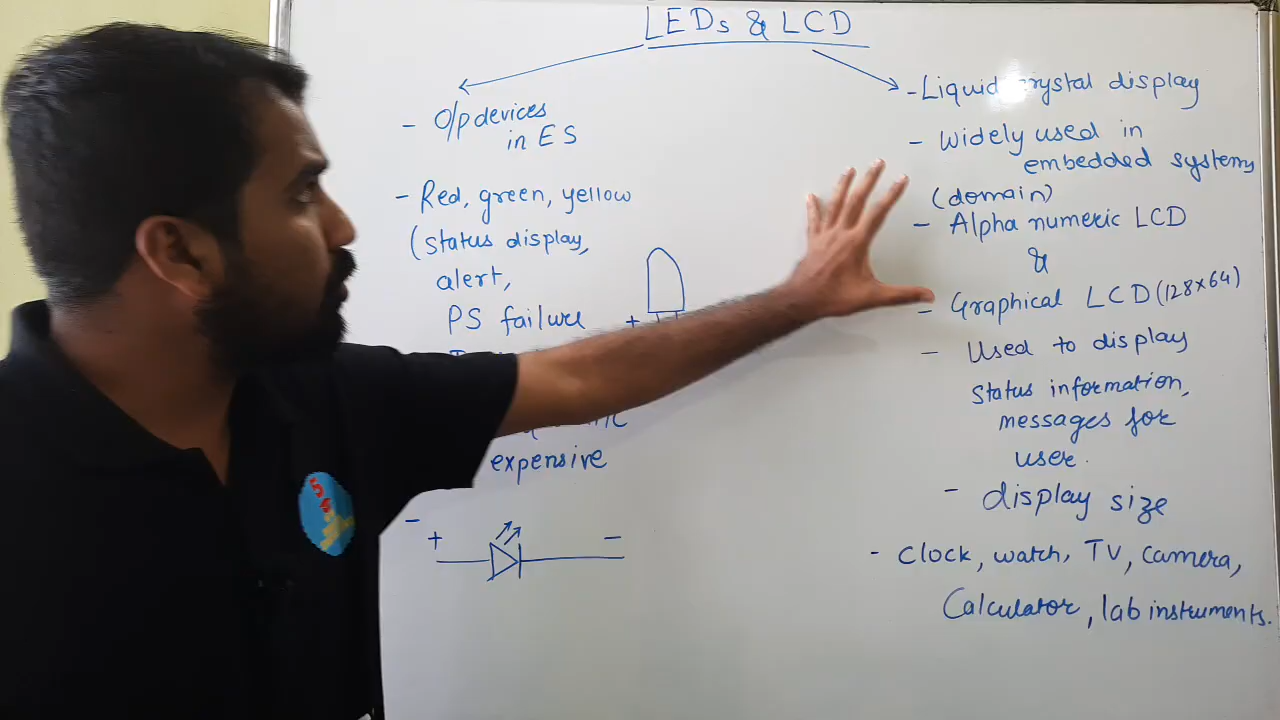 LEDs & LCD
- O/p devices
in ES
- Red, green, yellow
(status display,
alert,
PS failure
expensive
+
-
+
-
- Liquid crystal display
- Widely used in
embedded systems
(domain)
- Alpha numeric LCD
&
- Graphical LCD (128x64)
- Used to display
status information,
messages for
user.
- display size
- Clock, watch, TV, camera,
Calculator, lab instruments.